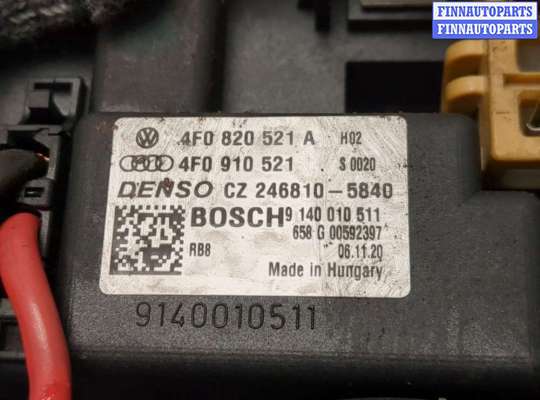 FINNAUTOPARTS
FINNAUTOPARTS
4F0 820 521 A H02
4F0 910 521 S 0020
DENSO CZ 246810-5840
BOSCH 9 140 010 511
658 G 00592397
RB8 06.11.20
Made in Hungary
9140010511